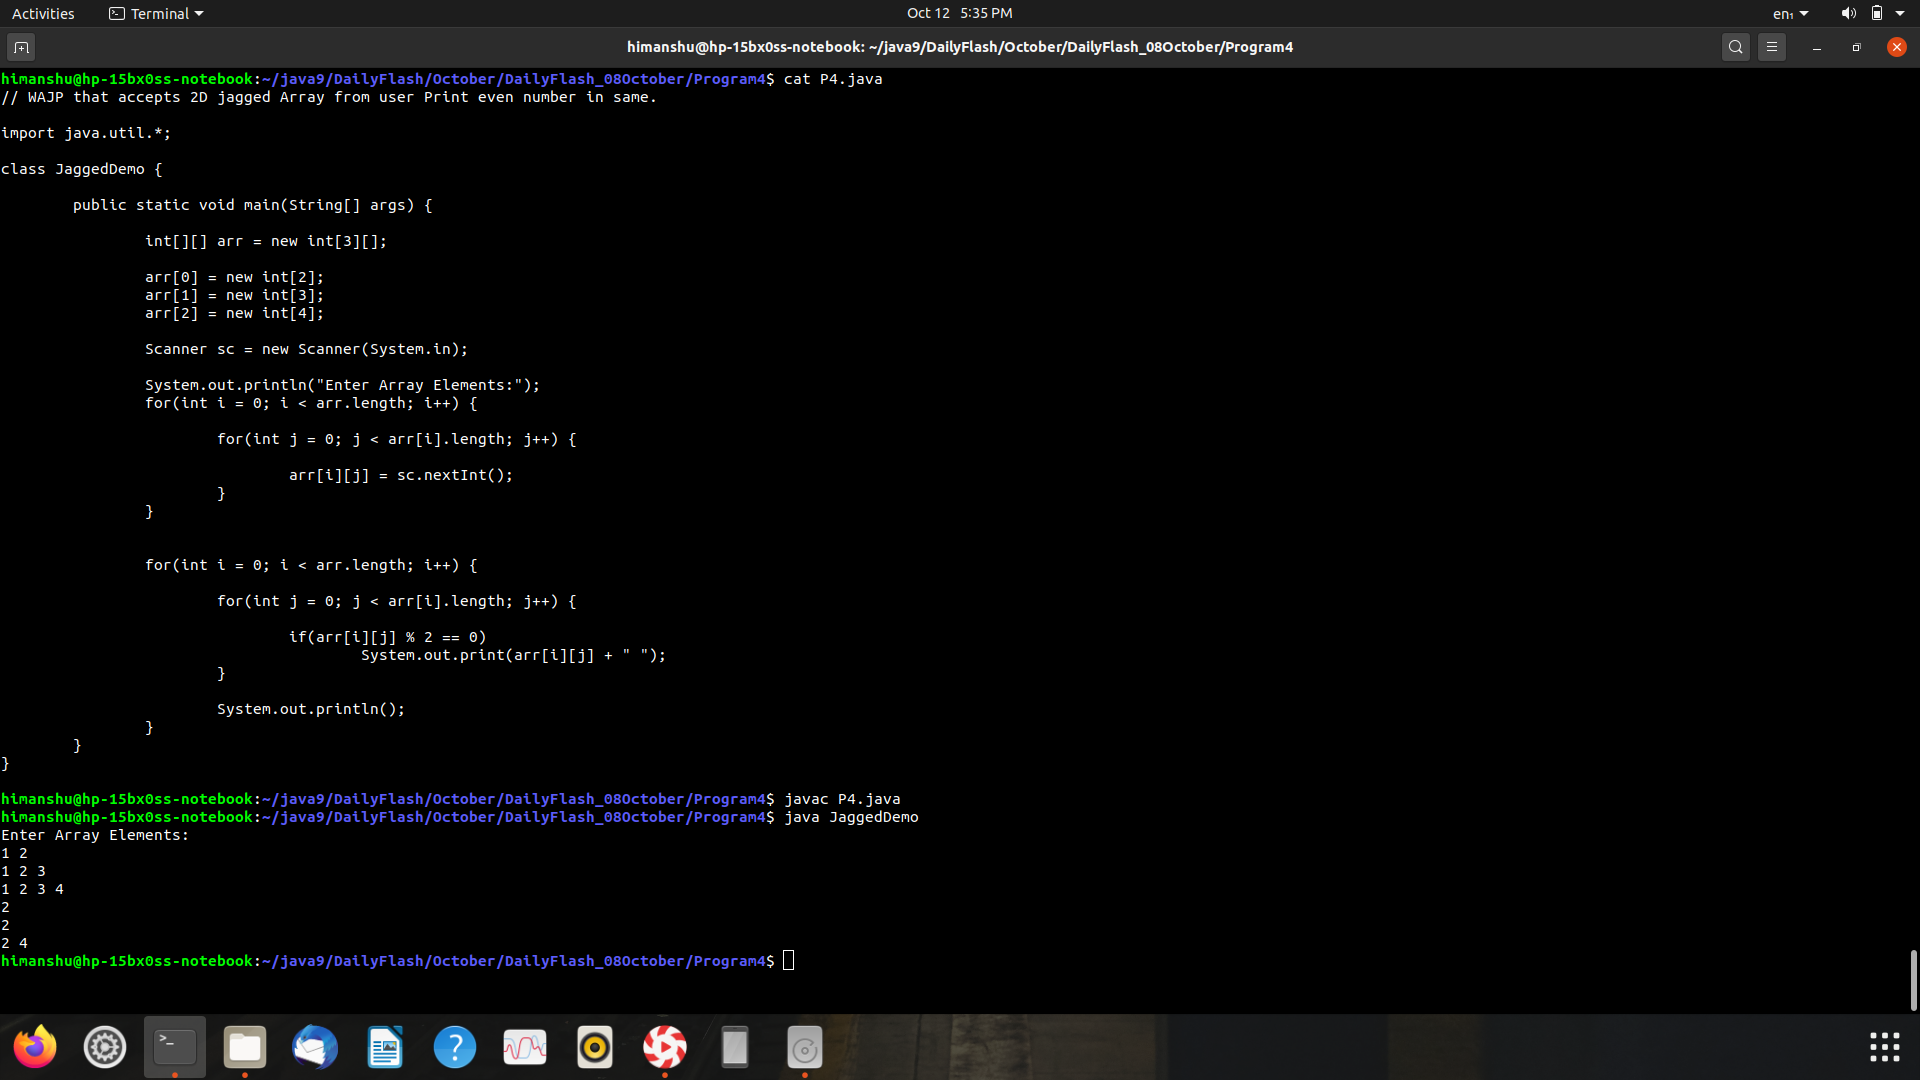 Activities
Terminal
Oct 12 5:35 PM
en₁
himanshu@hp-15bx0ss-notebook: ~/java9/DailyFlash/October/DailyFlash_08October/Program4
himanshu@hp-15bx0ss-notebook:~/java9/DailyFlash/October/DailyFlash_08October/Program4$ cat P4.java
// WAJP that accepts 2D jagged Array from user Print even number in same.
import java.util.*;
class JaggedDemo {
public static void main(String[] args) {
int[][] arr = new int[3][];
arr[0] = new int[2];
arr[1] = new int[3];
arr[2] = new int[4];
Scanner sc = new Scanner(System.in);
System.out.println("Enter Array Elements:");
for(int i = 0; i < arr.length; i++) {
for(int j = 0; j < arr[i].length; j++) {
arr[i][j] = sc.nextInt();
}
}
for(int i = 0; i < arr.length; i++) {
for(int j = 0; j < arr[i].length; j++) {
if(arr[i][j] % 2 == 0)
System.out.print(arr[i][j] + " ");
}
System.out.println();
}
}
}
himanshu@hp-15bx0ss-notebook:~/java9/DailyFlash/October/DailyFlash_08October/Program4$ javac P4.java
himanshu@hp-15bx0ss-notebook:~/java9/DailyFlash/October/DailyFlash_08October/Program4$ java JaggedDemo
Enter Array Elements:
1 2
1 2 3
1 2 3 4
2
2
2 4
himanshu@hp-15bx0ss-notebook:~/java9/DailyFlash/October/DailyFlash_08October/Program4$